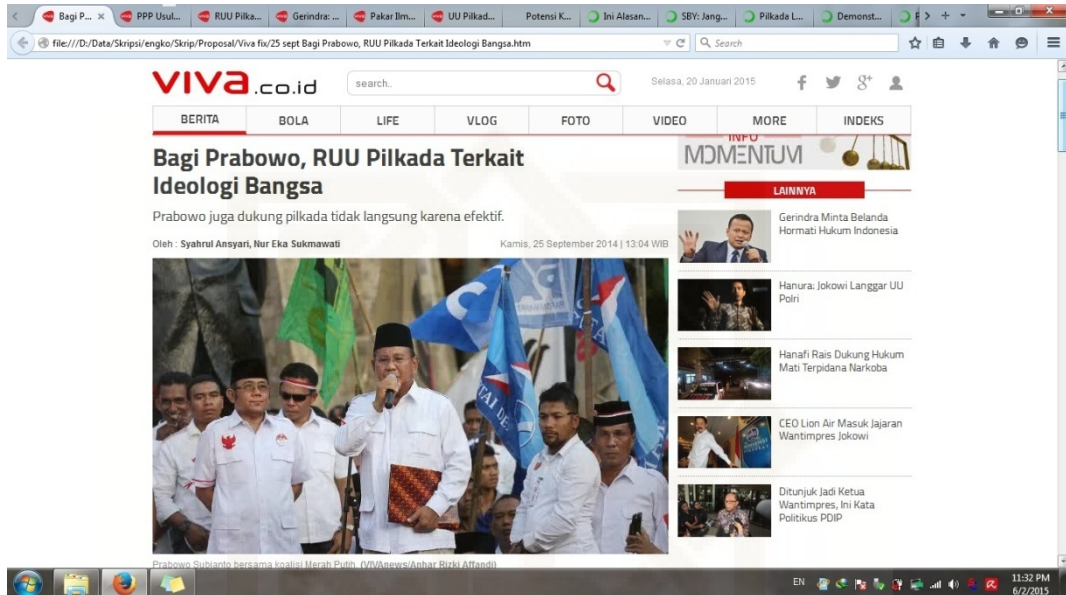 Bagi P...
PPP Usul...
RUU Pilka...
Gerindra: ...
Pakar Ilm...
UU Pilkad...
Potensi K...
Ini Alasan...
SBY: Jang...
Pilkada L...
Demonst...
file:///D:/Data/Skripsi/engko/Skrip/Proposal/Viva fix/25 sept Bagi Prabowo, RUU Pilkada Terkait Ideologi Bangsa.htm
Search
VIVA.co.id
search..
Selasa, 20 Januari 2015
BERITA BOLA LIFE VLOG FOTO VIDEO MORE INDEKS
Bagi Prabowo, RUU Pilkada Terkait
Ideologi Bangsa
Prabowo juga dukung pilkada tidak langsung karena efektif.
Oleh : Syahrul Ansyari, Nur Eka Sukmawati
Kamis, 25 September 2014 | 13:04 WIB
Prabowo Subianto bersama koalisi Merah Putih. (VIVAnews/Anhar Rizki Affandi)
INFO
MOMENTUM
LAINNYA
Gerindra Minta Belanda
Hormati Hukum Indonesia
Hanura: Jokowi Langgar UU
Polri
Hanafi Rais Dukung Hukum
Mati Terpidana Narkoba
CEO Lion Air Masuk Jajaran
Wantimpres Jokowi
Ditunjuk Jadi Ketua
Wantimpres, Ini Kata
Politikus PDIP
EN
11:32 PM
6/2/2015